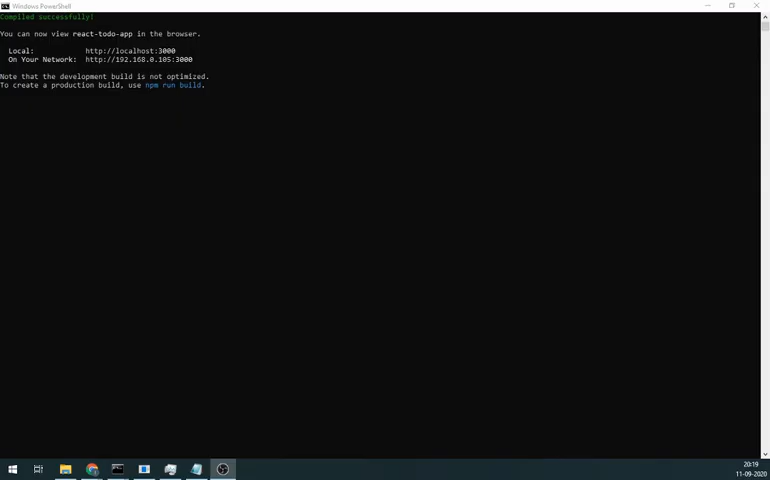 Windows PowerShell
Compiled successfully!
You can now view react-todo-app in the browser.
Local: http://localhost:3000
On Your Network: http://192.168.0.105:3000
Note that the development build is not optimized.
To create a production build, use npm run build.
20:19
11-09-2020